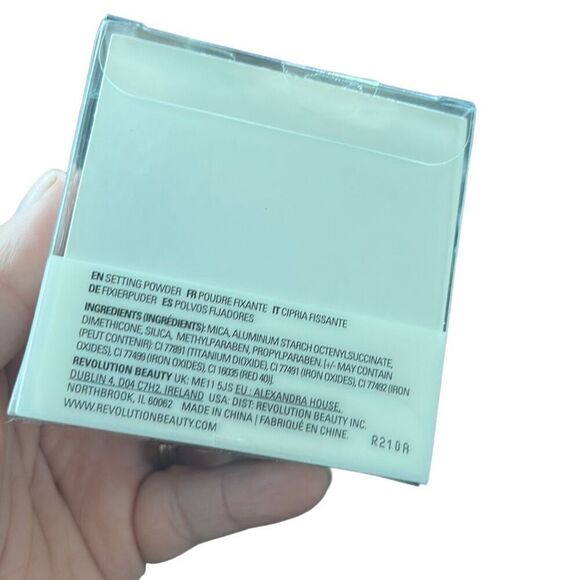 EN SETTING POWDER FR POUDRE FIXANTE IT CIPRIA FISSANTE
DE FIXIERPUDER ES POLVOS FIJADORES
INGREDIENTS (INGRÉDIENTS): MICA, ALUMINUM STARCH OCTENYLSUCCINATE,
DIMETHICONE, SILICA, METHYLPARABEN, PROPYLPARABEN, (+/- MAY CONTAIN
(PEUT CONTENIR): CI 77891 (TITANIUM DIOXIDE), CI 77491 (IRON OXIDES), CI 77492 (IRON
OXIDES), CI 77499 (IRON OXIDES), CI 16035 (RED 40)).
REVOLUTION BEAUTY UK: ME11 5JS EU: ALEXANDRA HOUSE,
DUBLIN 4, D04 C7H2, IRELAND USA: DIST: REVOLUTION BEAUTY INC,
NORTHBROOK, IL 60062 MADE IN CHINA | FABRIQUÉ EN CHINE.
WWW.REVOLUTIONBEAUTY.COM
R210A